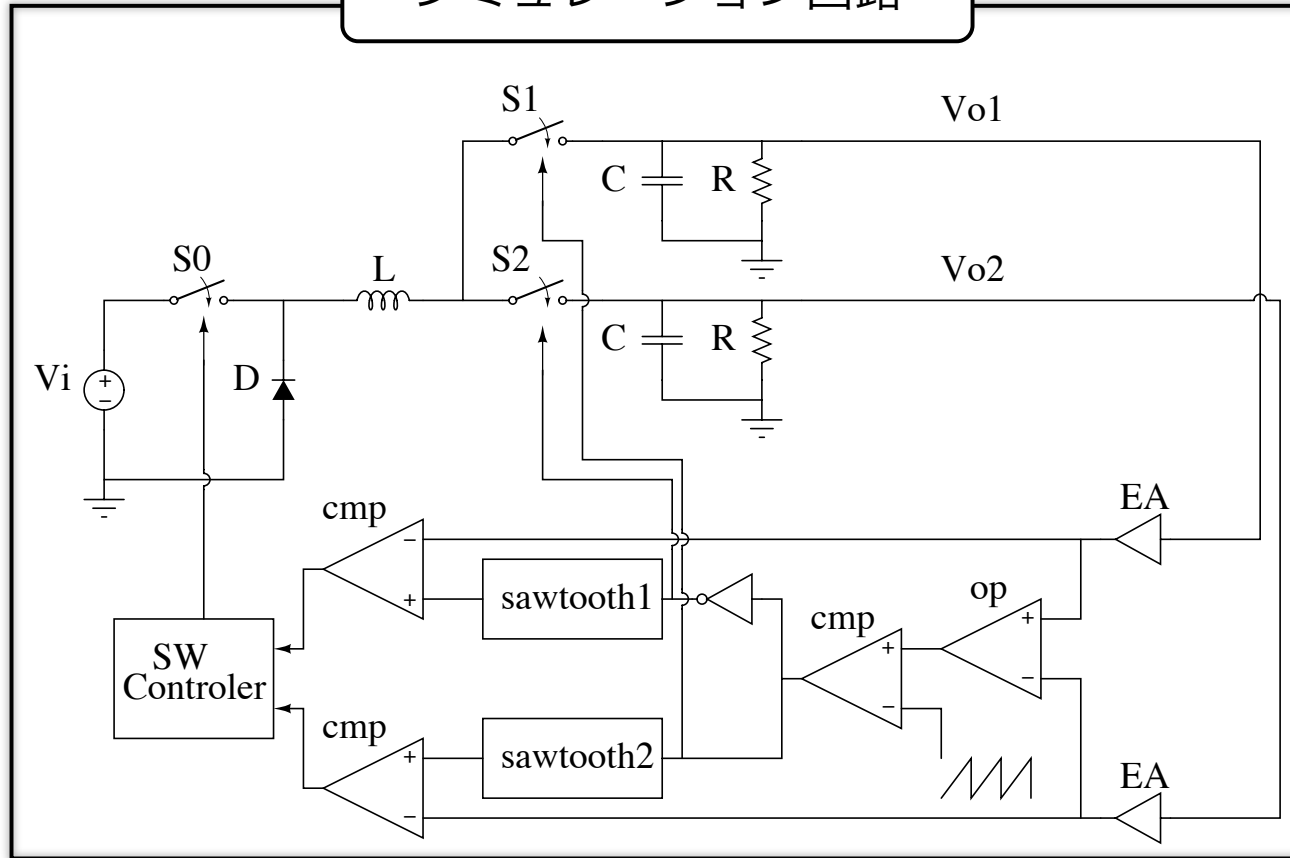 シミュレーション回路
S1
Vo1
C
R
S0
L
S2
Vo2
C
R
Vi
+
−
D
EA
cmp
−
+
sawtooth1
op
+
−
cmp
+
−
SW
Controler
cmp
+
−
sawtooth2
EA